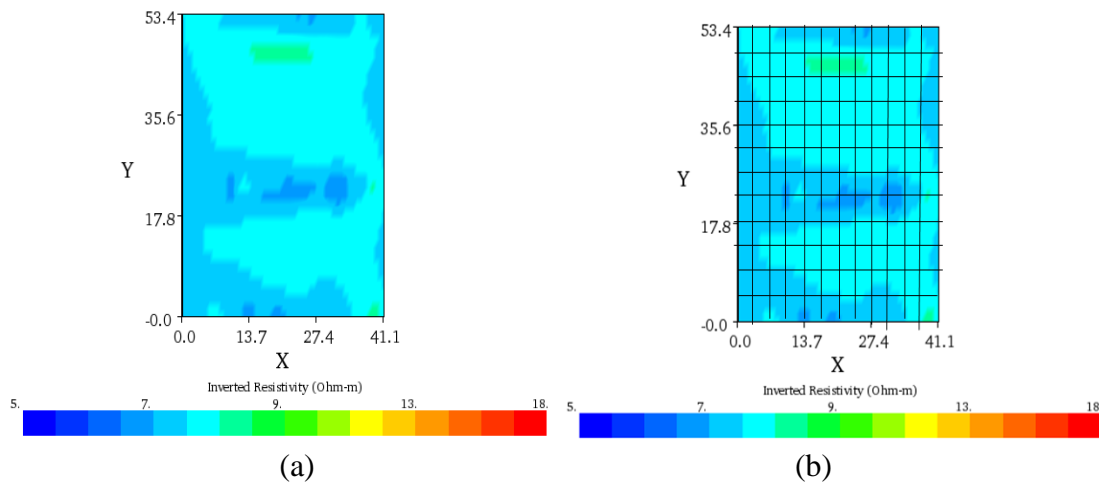 53.4
35.6
Y
17.8
-0.0
0.0 13.7 27.4 41.1
X
Inverted Resistivity (Ohm-m)
5. 7. 9. 13. 18.
(a)
53.4
35.6
Y
17.8
-0.0
0.0 13.7 27.4 41.1
X
Inverted Resistivity (Ohm-m)
5. 7. 9. 13. 18
(b)